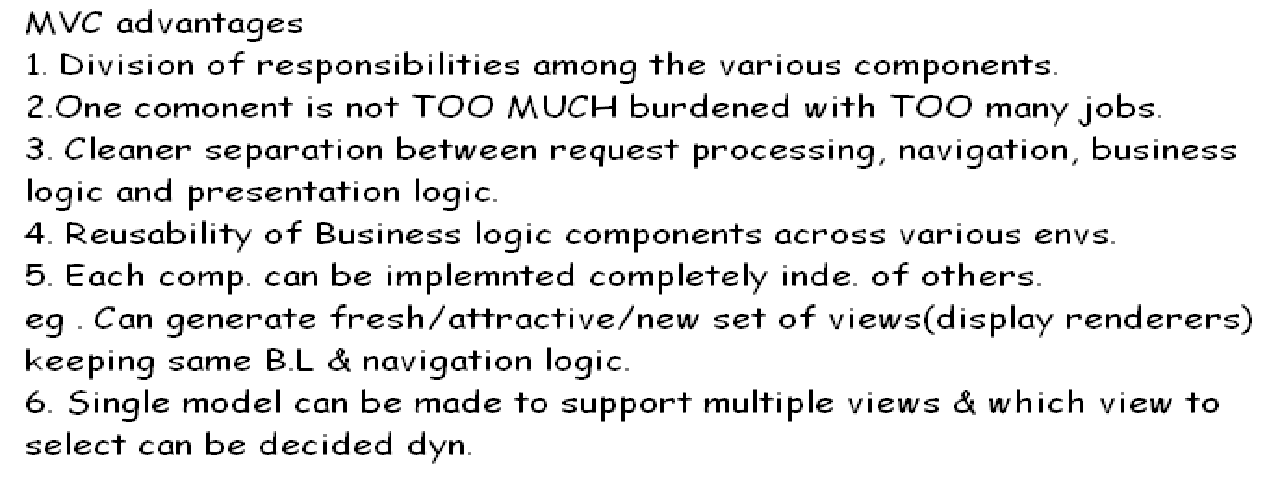 MVC advantages
1. Division of responsibilities among the various components.
2.One comonent is not TOO MUCH burdened with TOO many jobs.
3. Cleaner separation between request processing, navigation, business
logic and presentation logic.
4. Reusability of Business logic components across various envs.
5. Each comp. can be implemnted completely inde. of others.
eg . Can generate fresh/attractive/new set of views(display renderers)
keeping same B.L & navigation logic.
6. Single model can be made to support multiple views & which view to
select can be decided dyn.